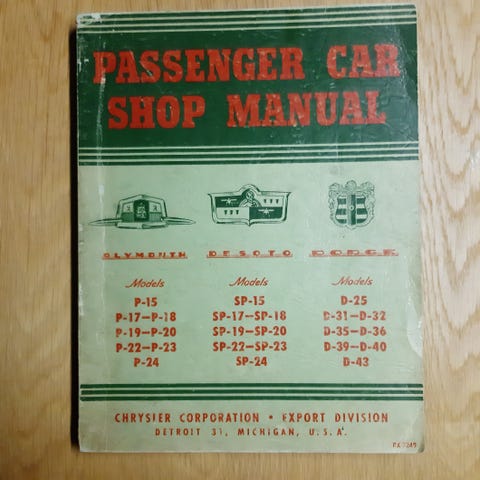 PASSENGER CAR
SHOP MANUAL
PLYMOUTH DE SOTO DODGE
Models Models Models
P-15 SP-15 D-25
P-17—P-18 SP-17—SP-18 D-31—D-32
P-19—P-20 SP-19—SP-20 D-35—D-36
P-22—P-23 SP-22—SP-23 D-39—D-40
P-24 SP-24 D-43
CHRYSLER CORPORATION • EXPORT DIVISION
DETROIT 31, MICHIGAN, U.S.A.